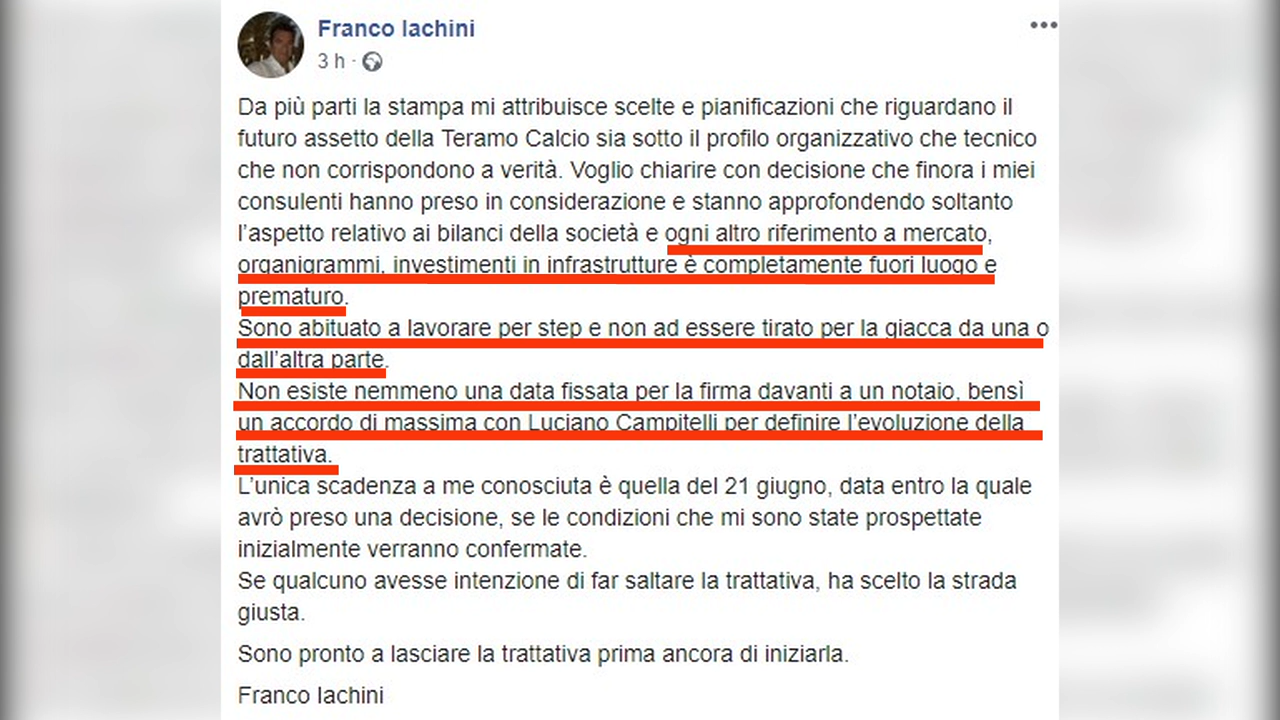 Franco Iachini
3 h ·
Da più parti la stampa mi attribuisce scelte e pianificazioni che riguardano il
futuro assetto della Teramo Calcio sia sotto il profilo organizzativo che tecnico
che non corrispondono a verità. Voglio chiarire con decisione che finora i miei
consulenti hanno preso in considerazione e stanno approfondendo soltanto
l'aspetto relativo ai bilanci della società e ogni altro riferimento a mercato,
organigrammi, investimenti in infrastrutture è completamente fuori luogo e
prematuro.
Sono abituato a lavorare per step e non ad essere tirato per la giacca da una o
dall'altra parte.
Non esiste nemmeno una data fissata per la firma davanti a un notaio, bensì
un accordo di massima con Luciano Campitelli per definire l'evoluzione della
trattativa.
L'unica scadenza a me conosciuta è quella del 21 giugno, data entro la quale
avrò preso una decisione, se le condizioni che mi sono state prospettate
inizialmente verranno confermate.
Se qualcuno avesse intenzione di far saltare la trattativa, ha scelto la strada
giusta.
Sono pronto a lasciare la trattativa prima ancora di iniziarla.
Franco Iachini